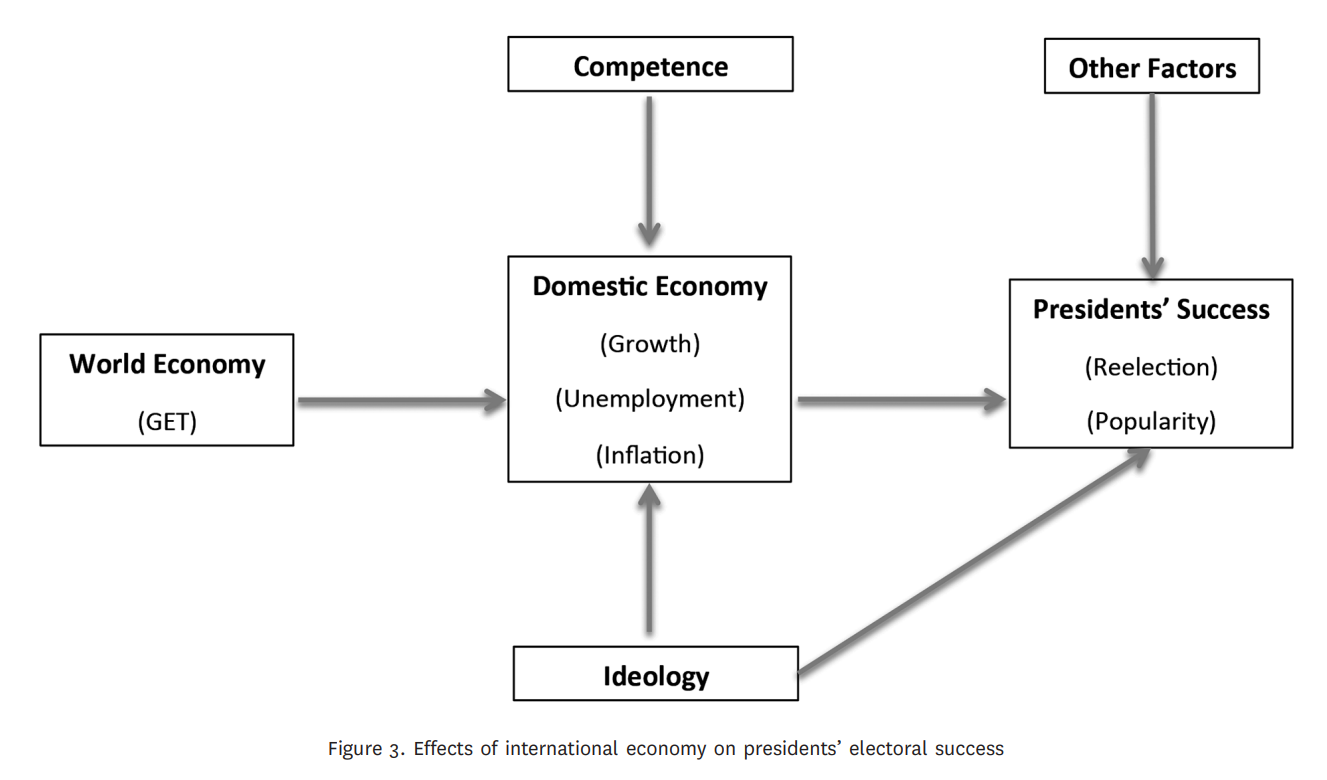 Competence
Other Factors
Domestic Economy
(Growth)
(Unemployment)
(Inflation)
Presidents’ Success
(Reelection)
(Popularity)
World Economy
(GET)
Ideology
Figure 3. Effects of international economy on presidents’ electoral success